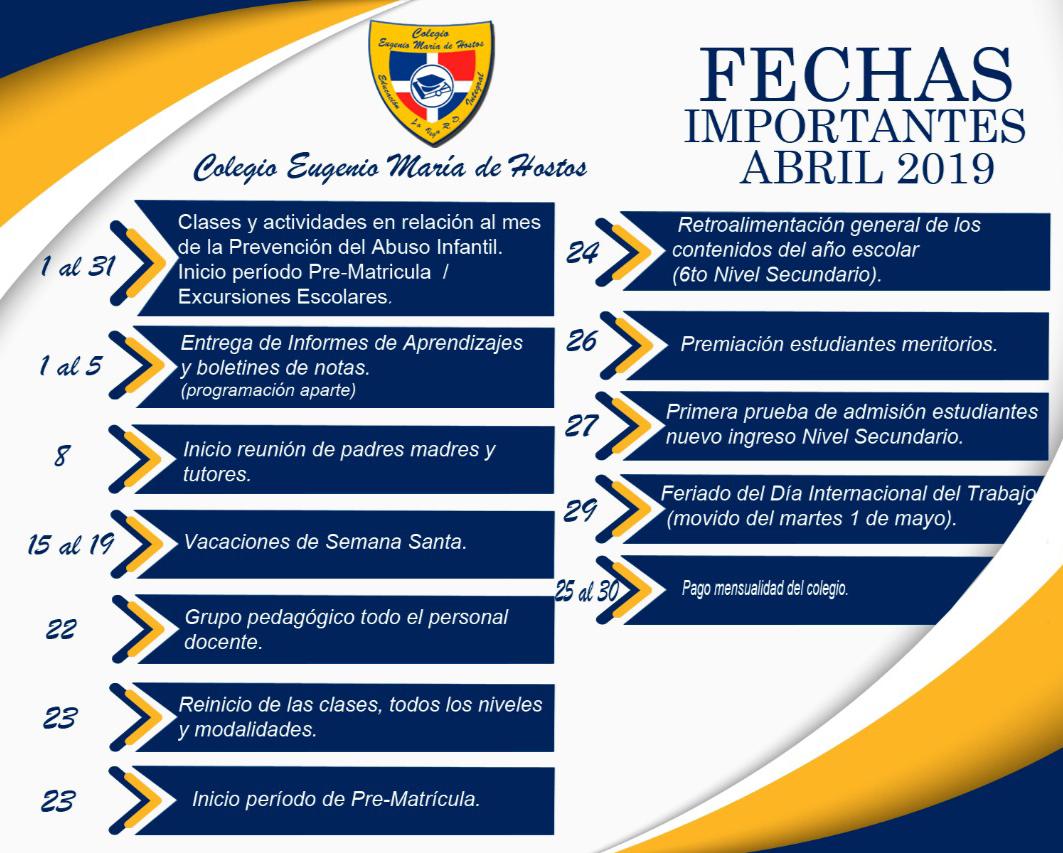 Colegio
Eugenio María de Hostos
Educación
Integral
La Vega R D
Colegio Eugenio María de Hostos
FECHAS
IMPORTANTES
ABRIL 2019
1 al 31
Clases y actividades en relación al mes
de la Prevención del Abuso Infantil.
Inicio período Pre-Matricula /
Excursiones Escolares.
1 al 5
Entrega de Informes de Aprendizajes
y boletines de notas.
(programación aparte)
8
Inicio reunión de padres madres y
tutores.
15 al 19
Vacaciones de Semana Santa.
22
Grupo pedagógico todo el personal
docente.
23
Reinicio de las clases, todos los niveles
y modalidades.
23
Inicio período de Pre-Matrícula.
24
Retroalimentación general de los
contenidos del año escolar
(6to Nivel Secundario).
26
Premiación estudiantes meritorios.
27
Primera prueba de admisión estudiantes
nuevo ingreso Nivel Secundario.
29
Feriado del Día Internacional del Trabajo
(movido del martes 1 de mayo).
25 al 30
Pago mensualidad del colegio.